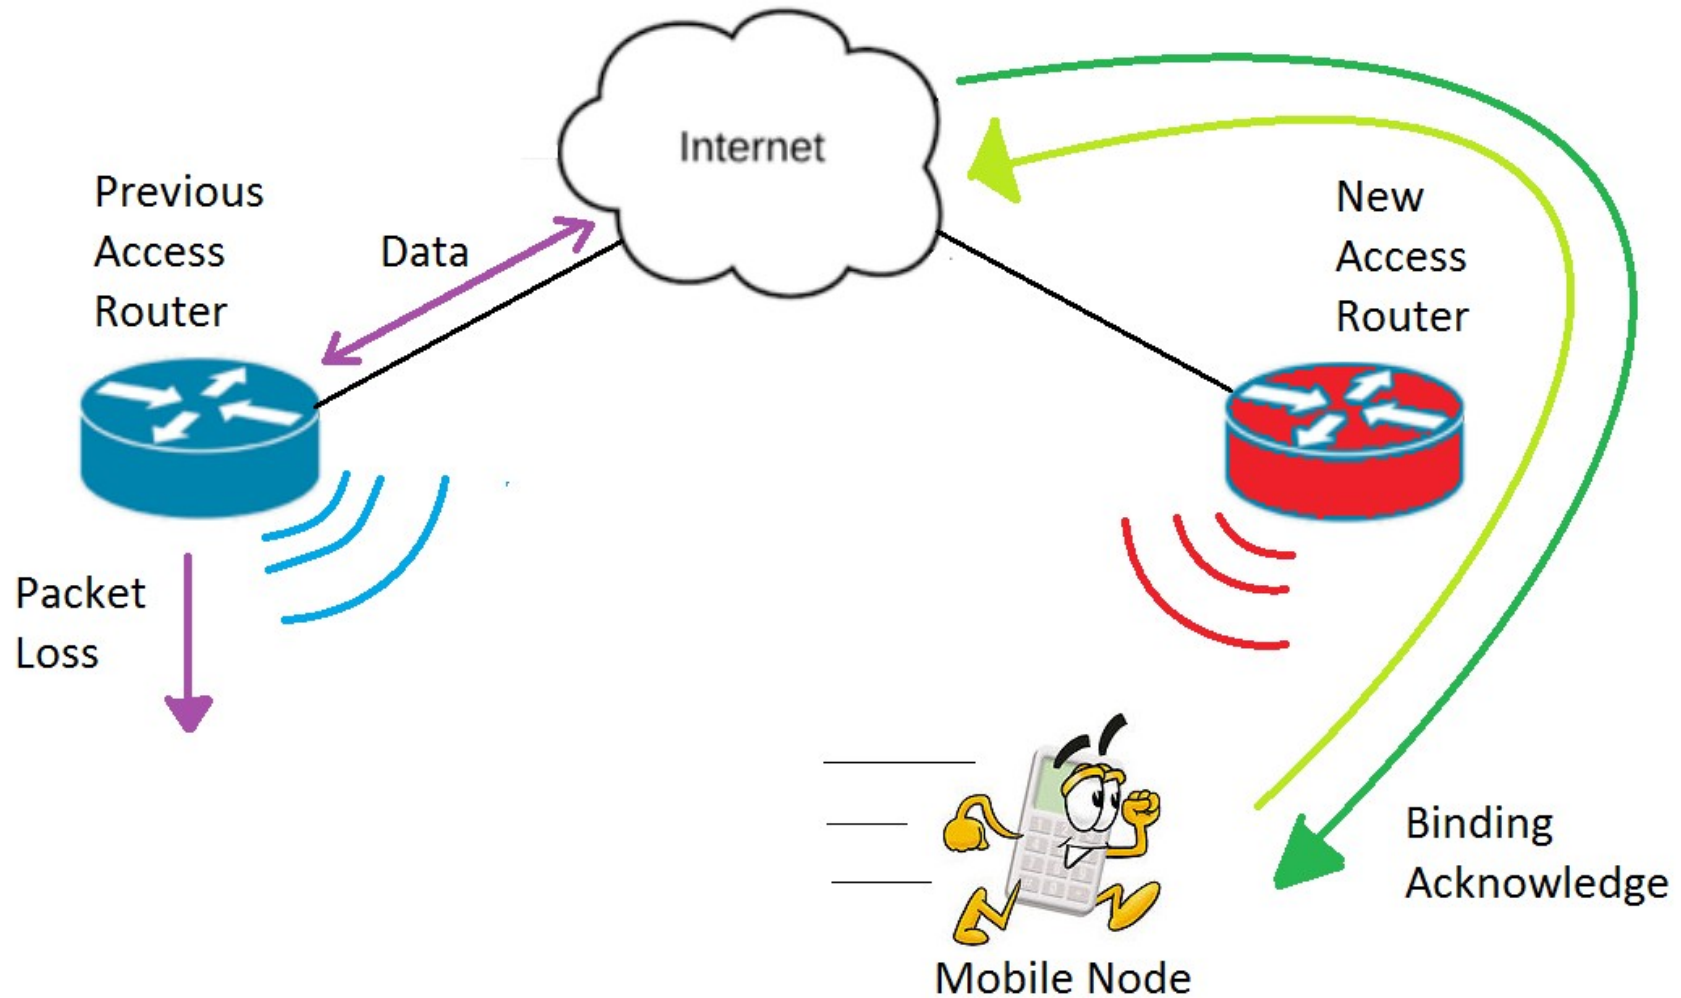 Internet
Previous
Access
Router
Data
New
Access
Router
Packet
Loss
Binding
Acknowledge
Mobile Node